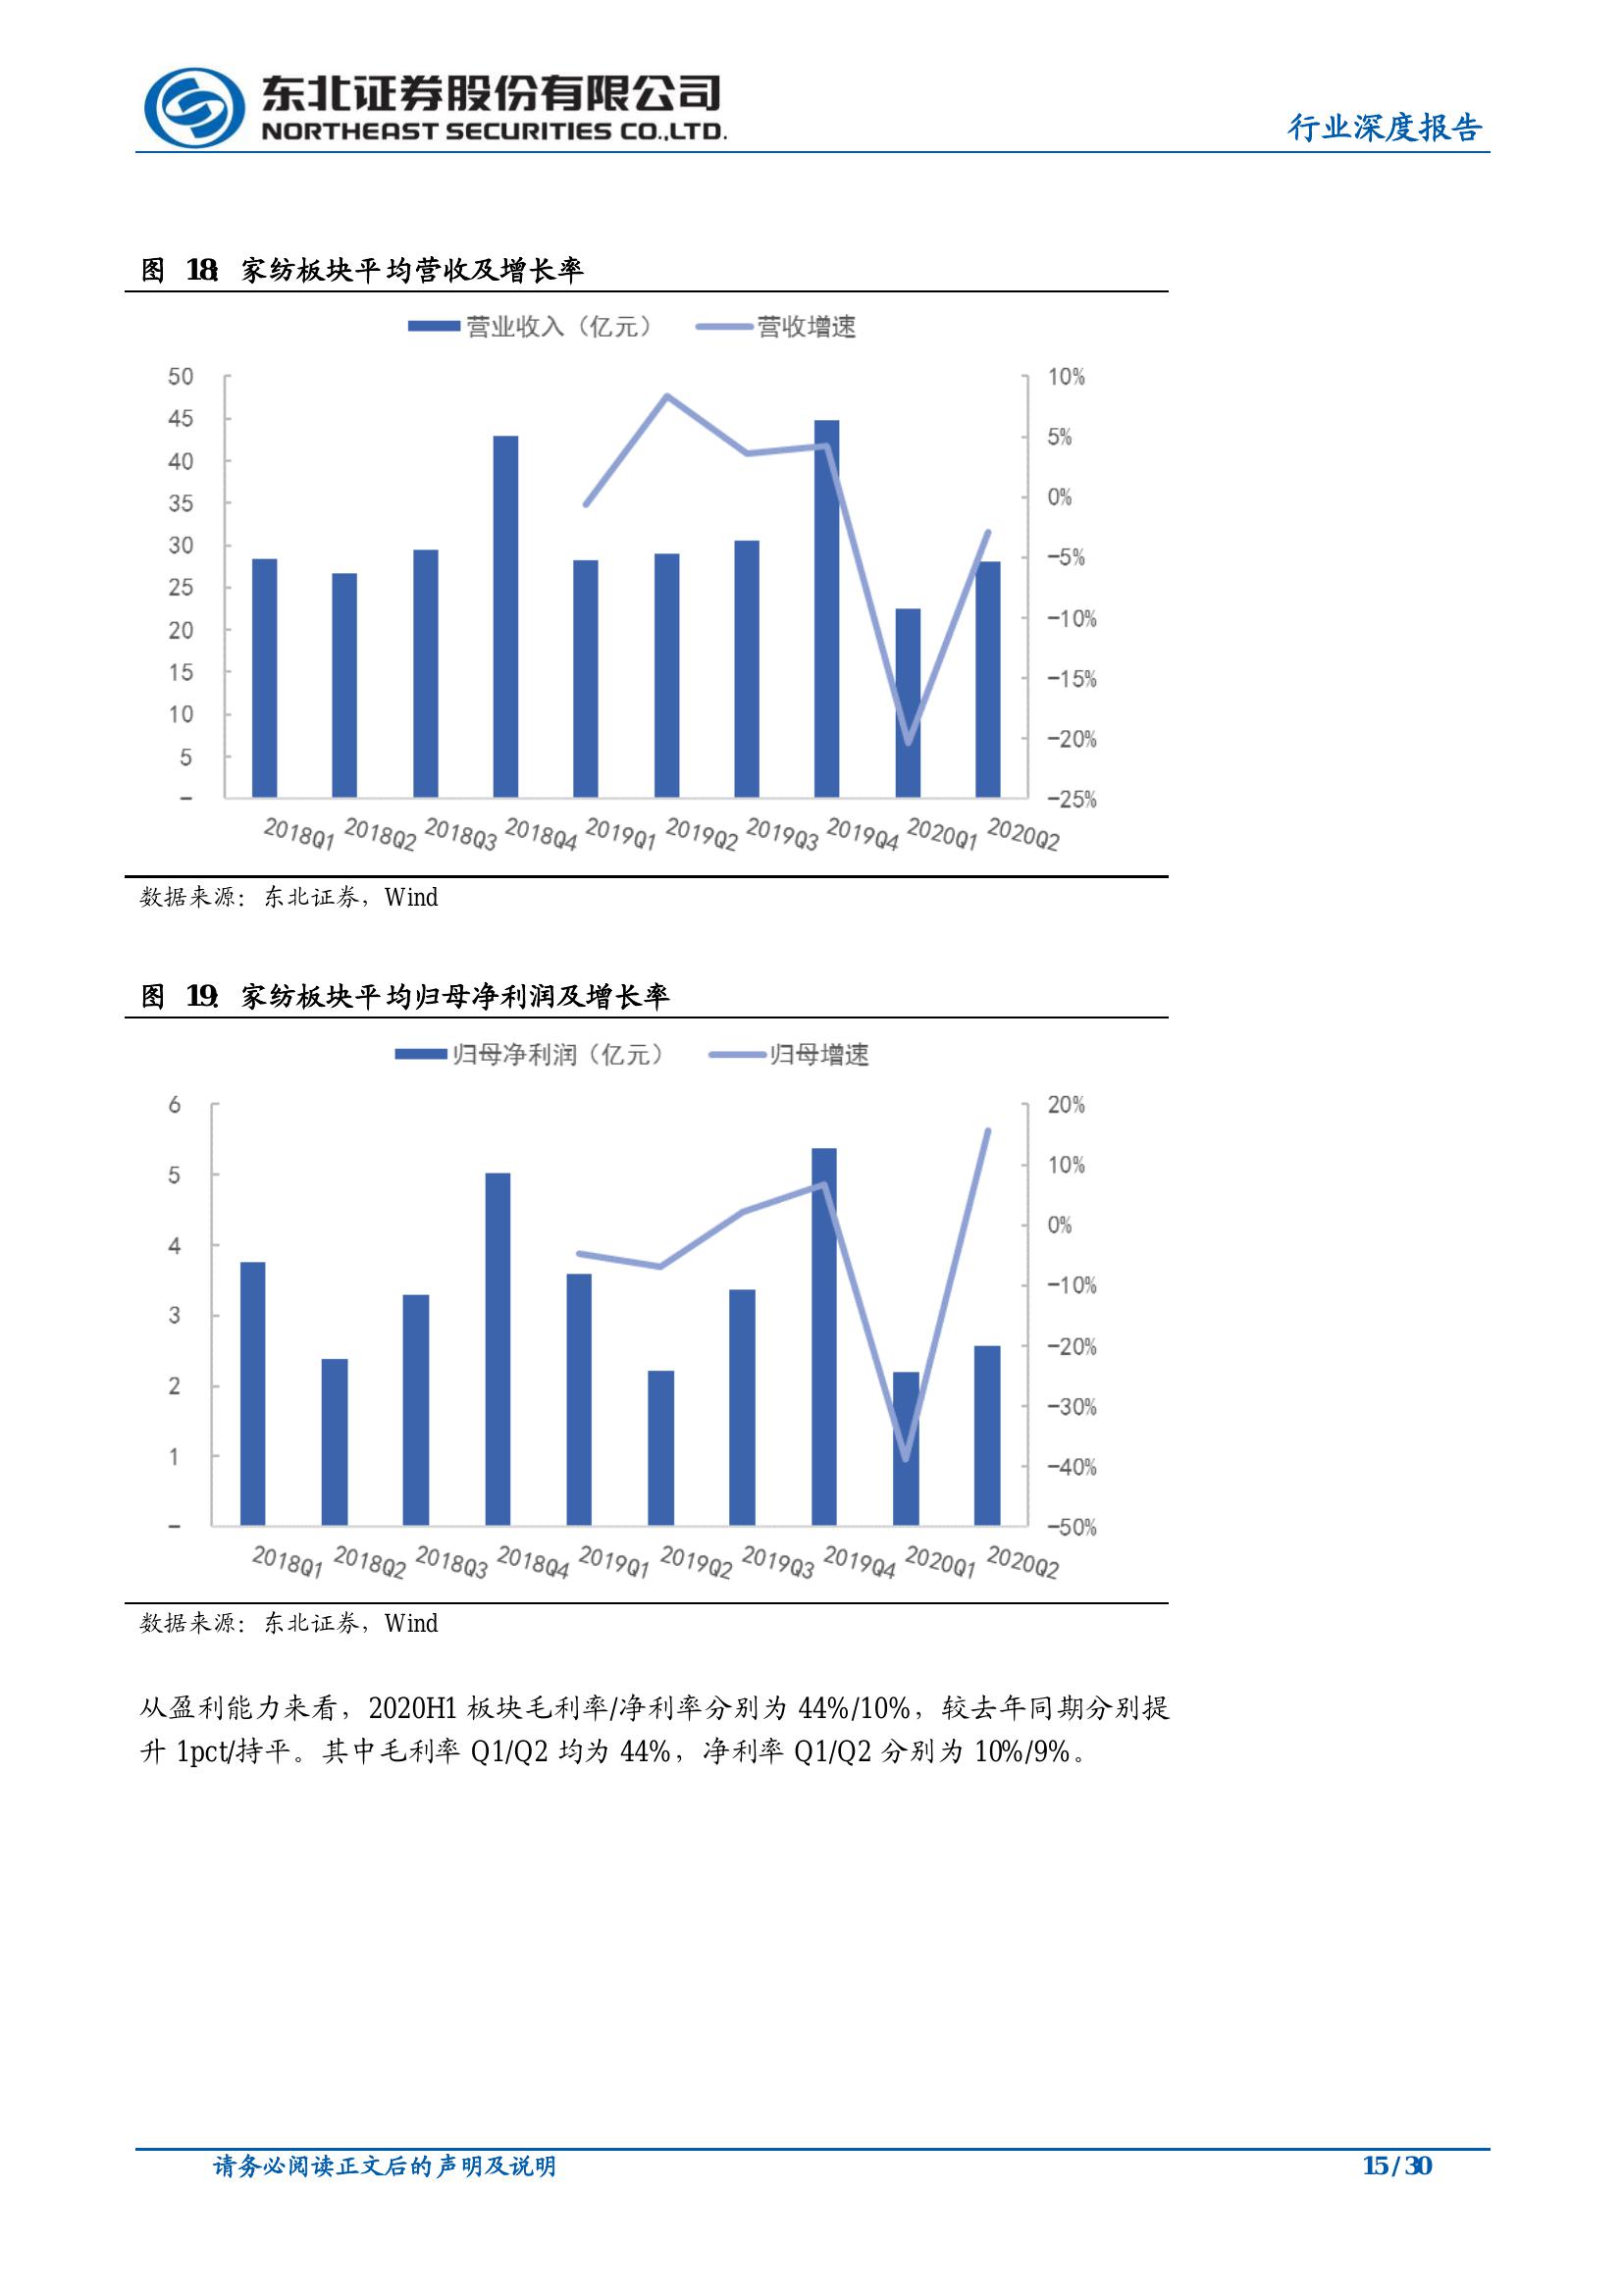 东北证券股份有限公司
NORTHEAST SECURITIES CO.,LTD.
行业深度报告
图 18: 家纺板块平均营收及增长率
营业收入（亿元） 营收增速
50 10%
45
5%
40
35 0%
30
-5%
25
20 -10%
15
-15%
10
-20%
5
- -25%
2018Q1 2018Q2 2018Q3 2018Q4 2019Q1 2019Q2 2019Q3 2019Q4 2020Q1 2020Q2
数据来源：东北证券，Wind
图 19: 家纺板块平均归母净利润及增长率
归母净利润（亿元） 归母增速
6 20%
5 10%
4 0%
-10%
3
-20%
2
-30%
1 -40%
- -50%
2018Q1 2018Q2 2018Q3 2018Q4 2019Q1 2019Q2 2019Q3 2019Q4 2020Q1 2020Q2
数据来源：东北证券，Wind
从盈利能力来看，2020H1 板块毛利率/净利率分别为 44%/10%，较去年同期分别提
升 1pct/持平。其中毛利率 Q1/Q2 均为 44%，净利率 Q1/Q2 分别为 10%/9%。
请务必阅读正文后的声明及说明 15 / 30